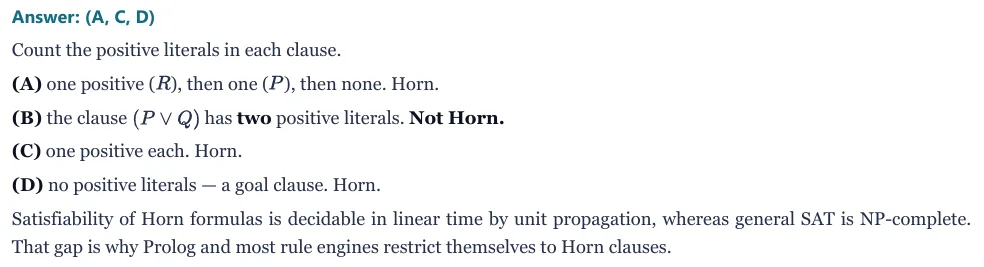 Answer: (A, C, D)
Count the positive literals in each clause.
(A) one positive (R), then one (P), then none. Horn.
(B) the clause (P ∨ Q) has two positive literals. Not Horn.
(C) one positive each. Horn.
(D) no positive literals — a goal clause. Horn.
Satisfiability of Horn formulas is decidable in linear time by unit propagation, whereas general SAT is NP-complete.
That gap is why Prolog and most rule engines restrict themselves to Horn clauses.